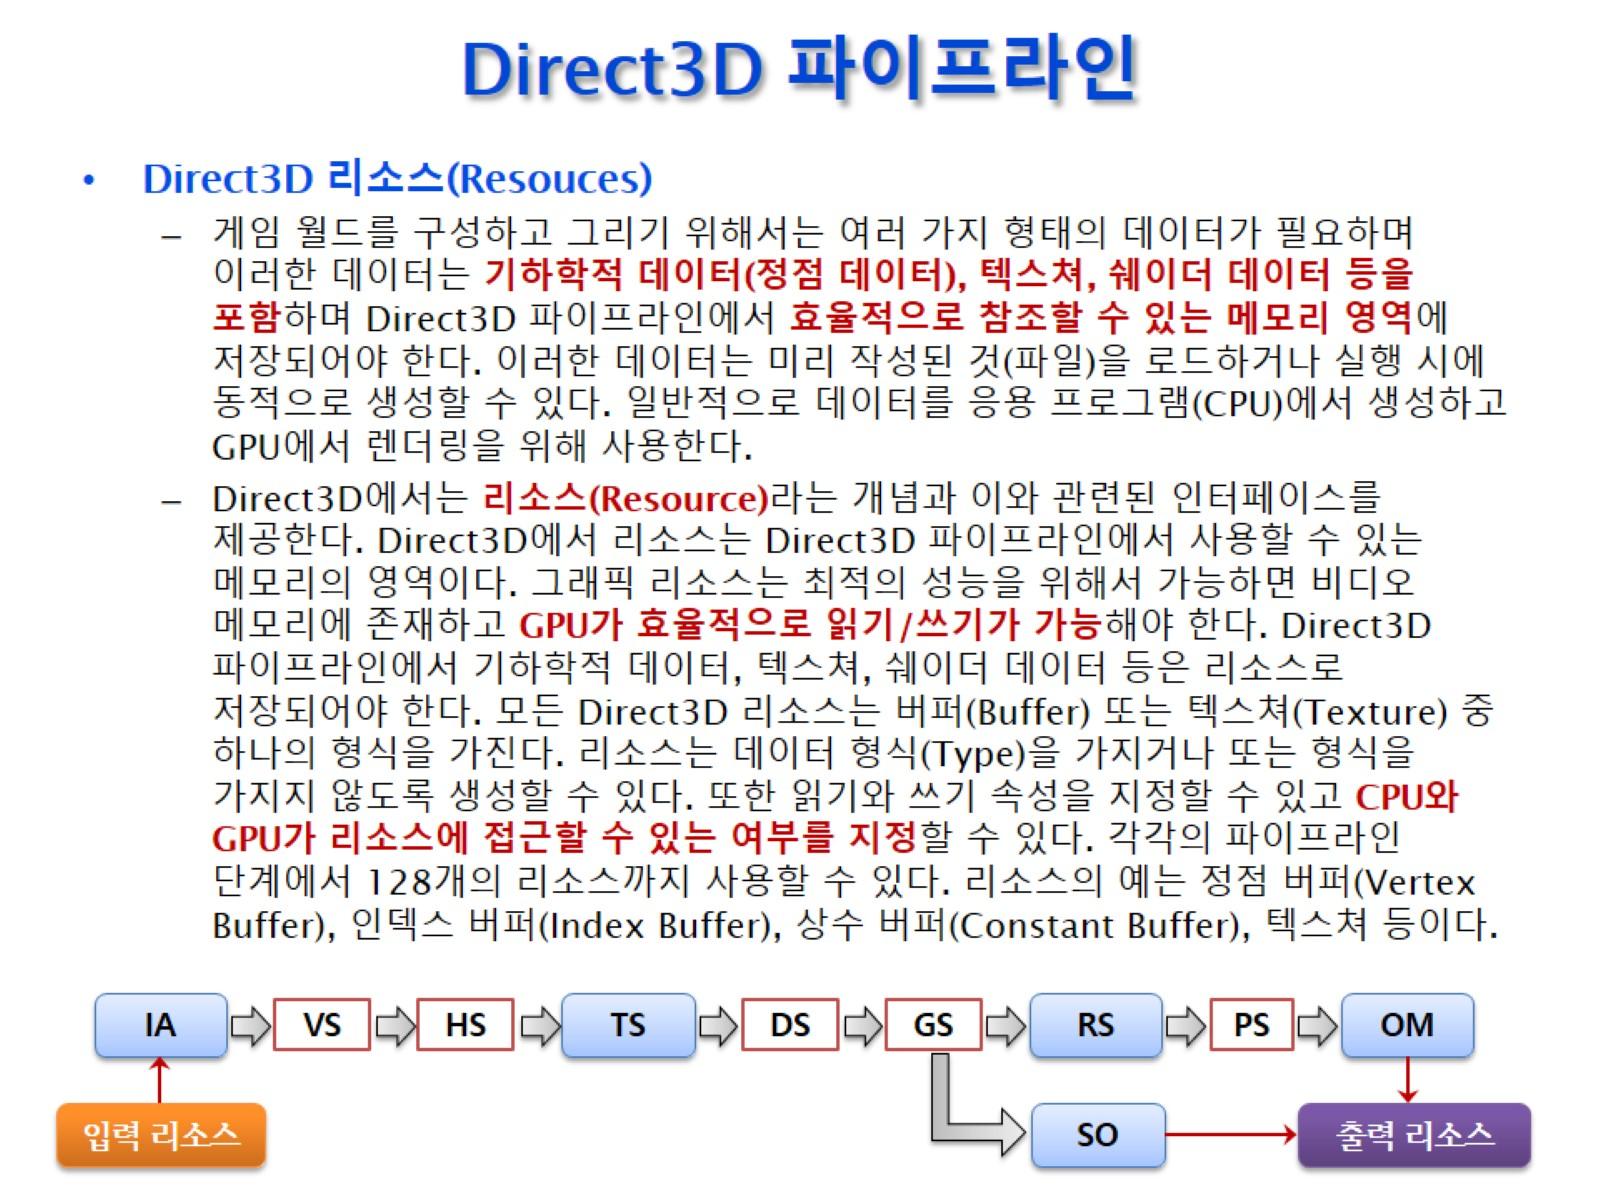 Direct3D 파이프라인
• Direct3D 리소스(Resouces)
– 게임 월드를 구성하고 그리기 위해서는 여러 가지 형태의 데이터가 필요하며
이러한 데이터는 기하학적 데이터(정점 데이터), 텍스쳐, 쉐이더 데이터 등을
포함하며 Direct3D 파이프라인에서 효율적으로 참조할 수 있는 메모리 영역에
저장되어야 한다. 이러한 데이터는 미리 작성된 것(파일)을 로드하거나 실행 시에
동적으로 생성할 수 있다. 일반적으로 데이터를 응용 프로그램(CPU)에서 생성하고
GPU에서 렌더링을 위해 사용한다.
– Direct3D에서는 리소스(Resource)라는 개념과 이와 관련된 인터페이스를
제공한다. Direct3D에서 리소스는 Direct3D 파이프라인에서 사용할 수 있는
메모리의 영역이다. 그래픽 리소스는 최적의 성능을 위해서 가능하면 비디오
메모리에 존재하고 GPU가 효율적으로 읽기/쓰기가 가능해야 한다. Direct3D
파이프라인에서 기하학적 데이터, 텍스쳐, 쉐이더 데이터 등은 리소스로
저장되어야 한다. 모든 Direct3D 리소스는 버퍼(Buffer) 또는 텍스쳐(Texture) 중
하나의 형식을 가진다. 리소스는 데이터 형식(Type)을 가지거나 또는 형식을
가지지 않도록 생성할 수 있다. 또한 읽기와 쓰기 속성을 지정할 수 있고 CPU와
GPU가 리소스에 접근할 수 있는 여부를 지정할 수 있다. 각각의 파이프라인
단계에서 128개의 리소스까지 사용할 수 있다. 리소스의 예는 정점 버퍼(Vertex
Buffer), 인덱스 버퍼(Index Buffer), 상수 버퍼(Constant Buffer), 텍스쳐 등이다.
IA VS HS TS DS GS RS PS OM
입력 리소스 SO 출력 리소스